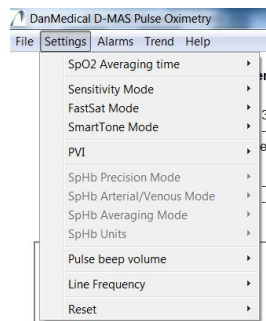 DanMedical D-MAS Pulse Oximetry
File Settings Alarms Trend Help
SpO2 Averaging time
Sensitivity Mode
FastSat Mode
SmartTone Mode
PVI
SpHb Precision Mode
SpHb Arterial/Venous Mode
SpHb Averaging Mode
SpHb Units
Pulse beep volume
Line Frequency
Reset